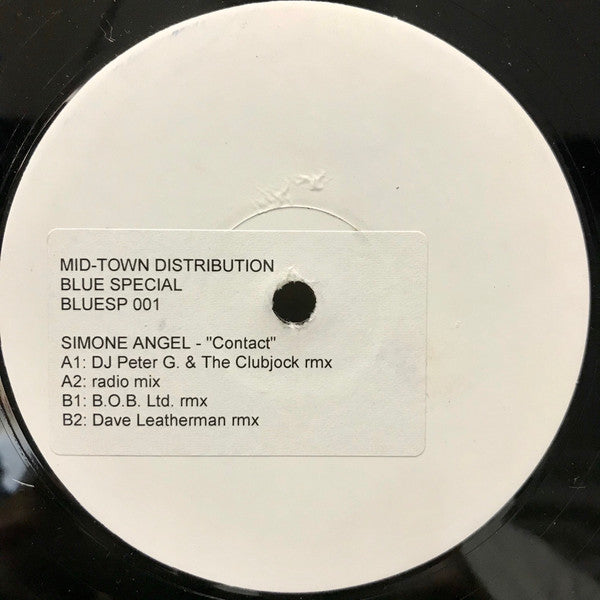 MID-TOWN DISTRIBUTION
BLUE SPECIAL
BLUESP 001
SIMONE ANGEL - "Contact"
A1: DJ Peter G. & The Clubjock rmx
A2: radio mix
B1: B.O.B. Ltd. rmx
B2: Dave Leatherman rmx